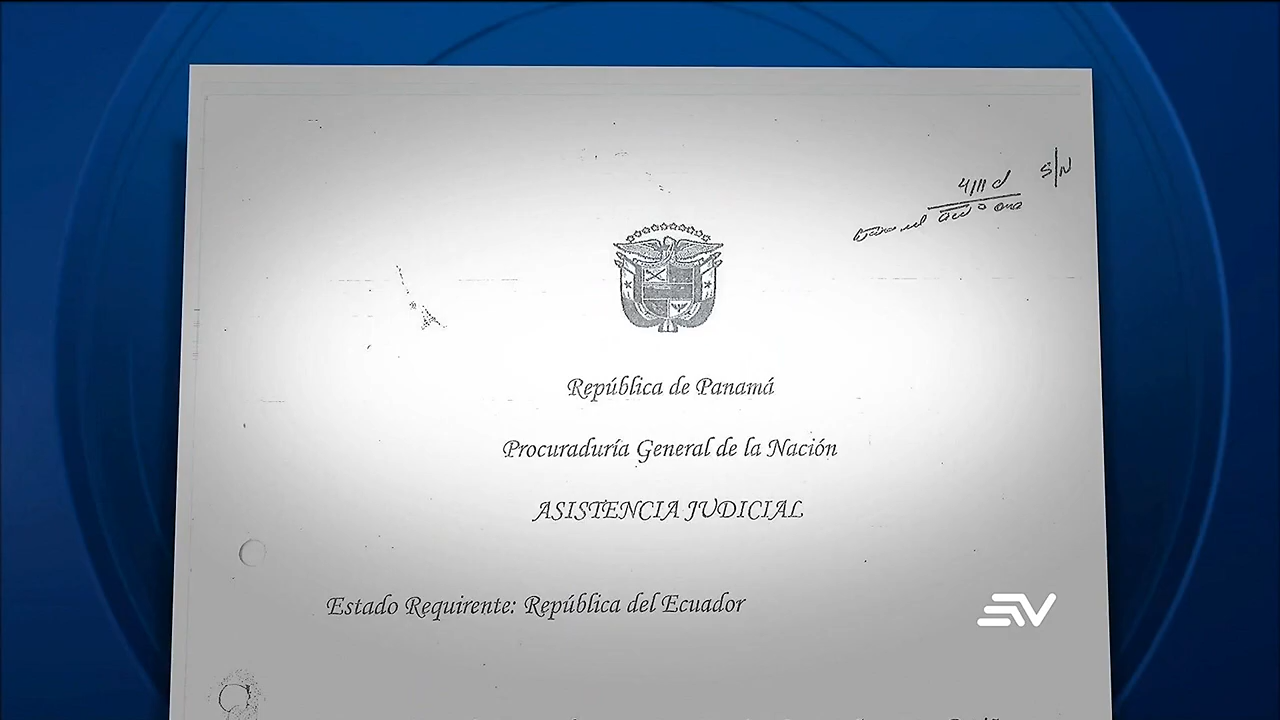 S/N
República de Panamá
Procuraduría General de la Nación
ASISTENCIA JUDICIAL
Estado Requirente: República del Ecuador